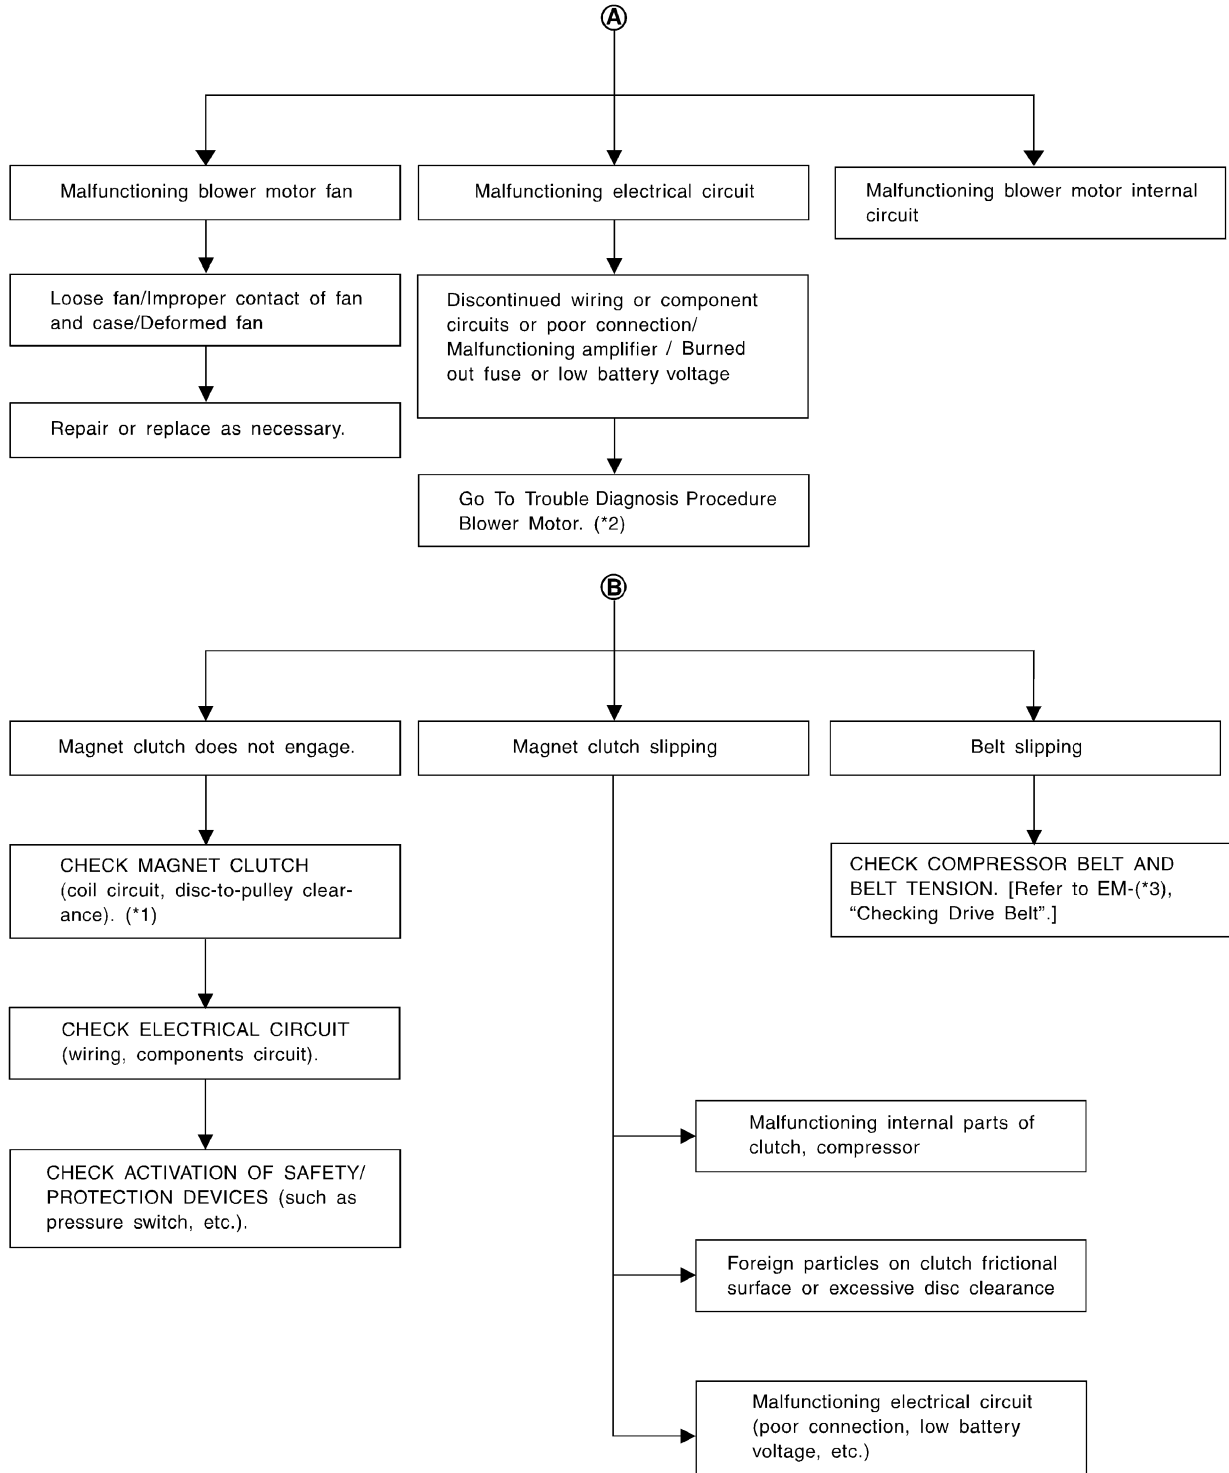 A
Malfunctioning blower motor fan
Malfunctioning electrical circuit
Malfunctioning blower motor internal
circuit
Loose fan/Improper contact of fan
and case/Deformed fan
Discontinued wiring or component
circuits or poor connection/
Malfunctioning amplifier / Burned
out fuse or low battery voltage
Repair or replace as necessary.
Go To Trouble Diagnosis Procedure
Blower Motor. (*2)
B
Magnet clutch does not engage.
Magnet clutch slipping
Belt slipping
CHECK MAGNET CLUTCH
(coil circuit, disc-to-pulley clear-
ance). (*1)
CHECK COMPRESSOR BELT AND
BELT TENSION. [Refer to EM-(*3),
“Checking Drive Belt”.]
CHECK ELECTRICAL CIRCUIT
(wiring, components circuit).
CHECK ACTIVATION OF SAFETY/
PROTECTION DEVICES (such as
pressure switch, etc.).
Malfunctioning internal parts of
clutch, compressor
Foreign particles on clutch frictional
surface or excessive disc clearance
Malfunctioning electrical circuit
(poor connection, low battery
voltage, etc.)